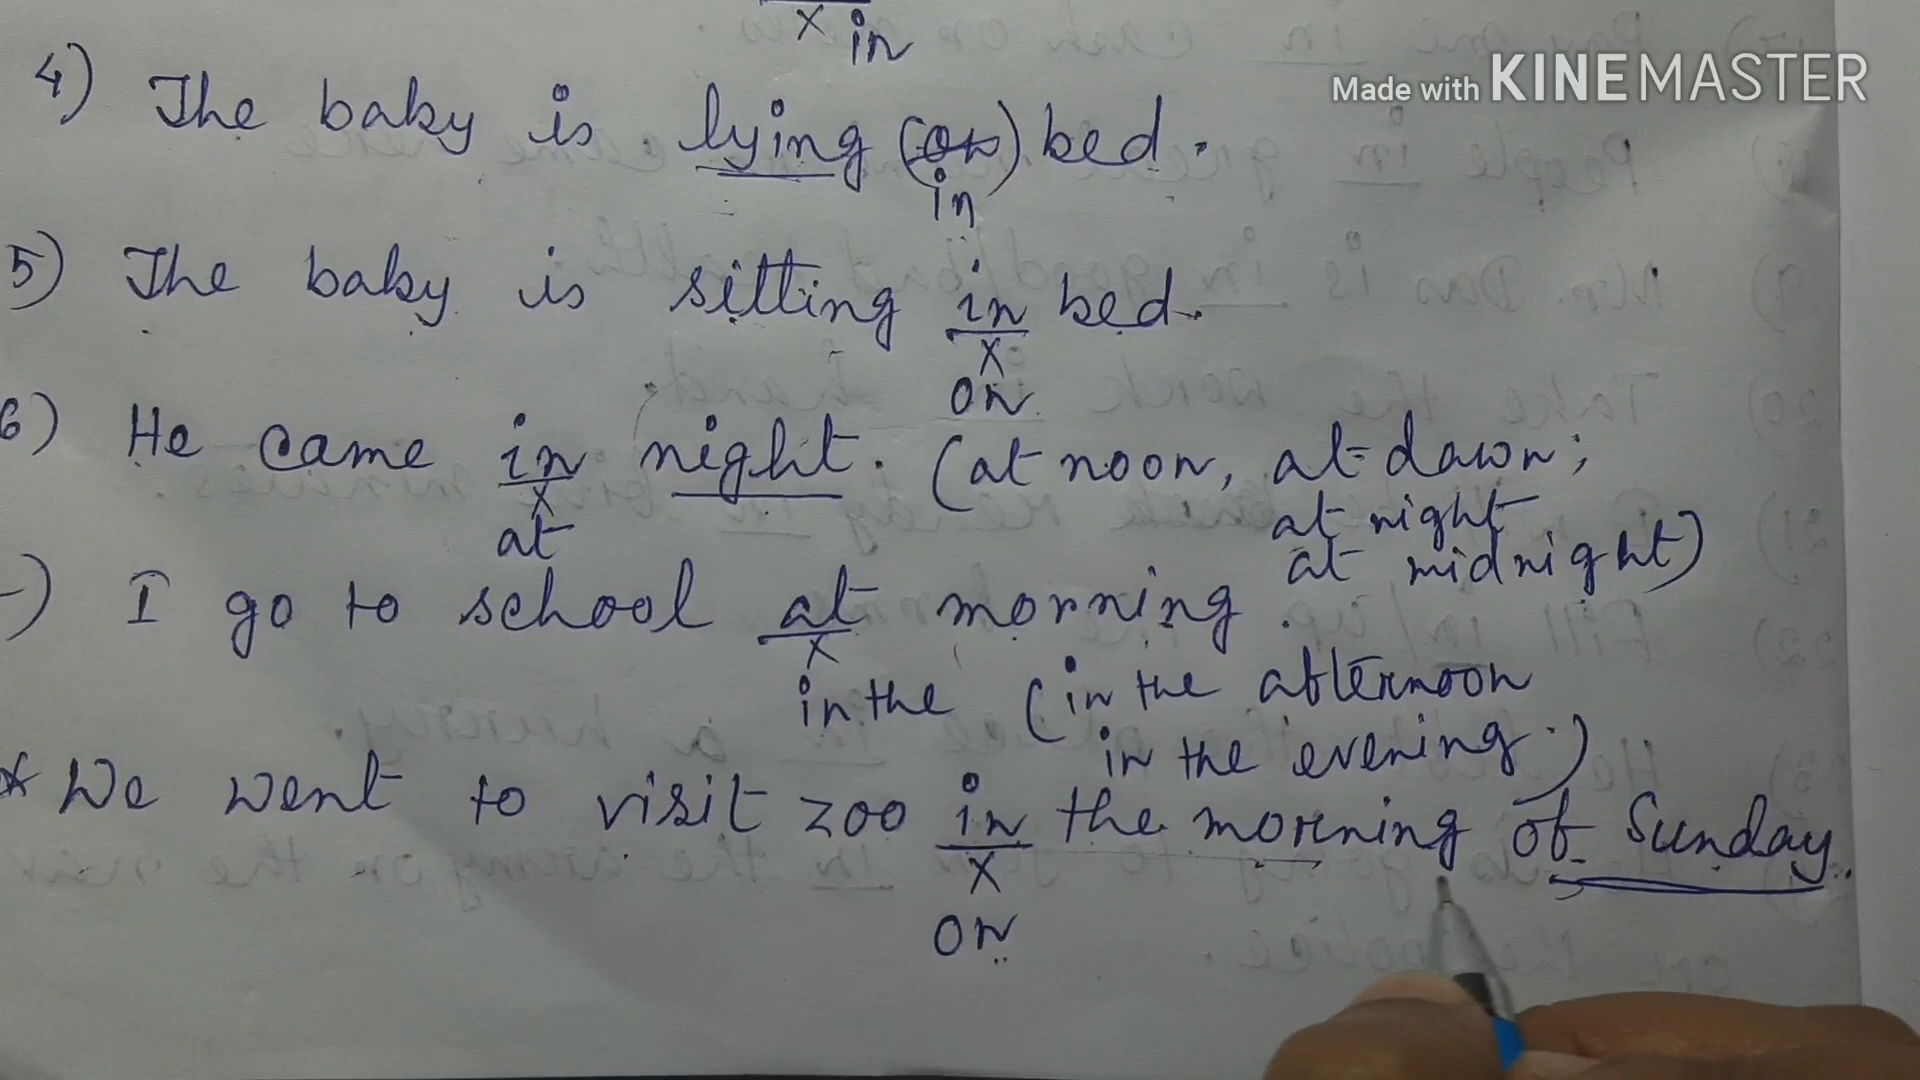 x in
Made with KINEMASTER
4) The baby is lying (on) bed.
in
5) The baby is sitting in bed.
x
on
6) He came in night. (at noon, at dawn;
x
at
at night
at midnight)
) I go to school at morning.
x
in the (in the afternoon
in the evening.)
* We went to visit zoo in the morning of Sunday.
x
on